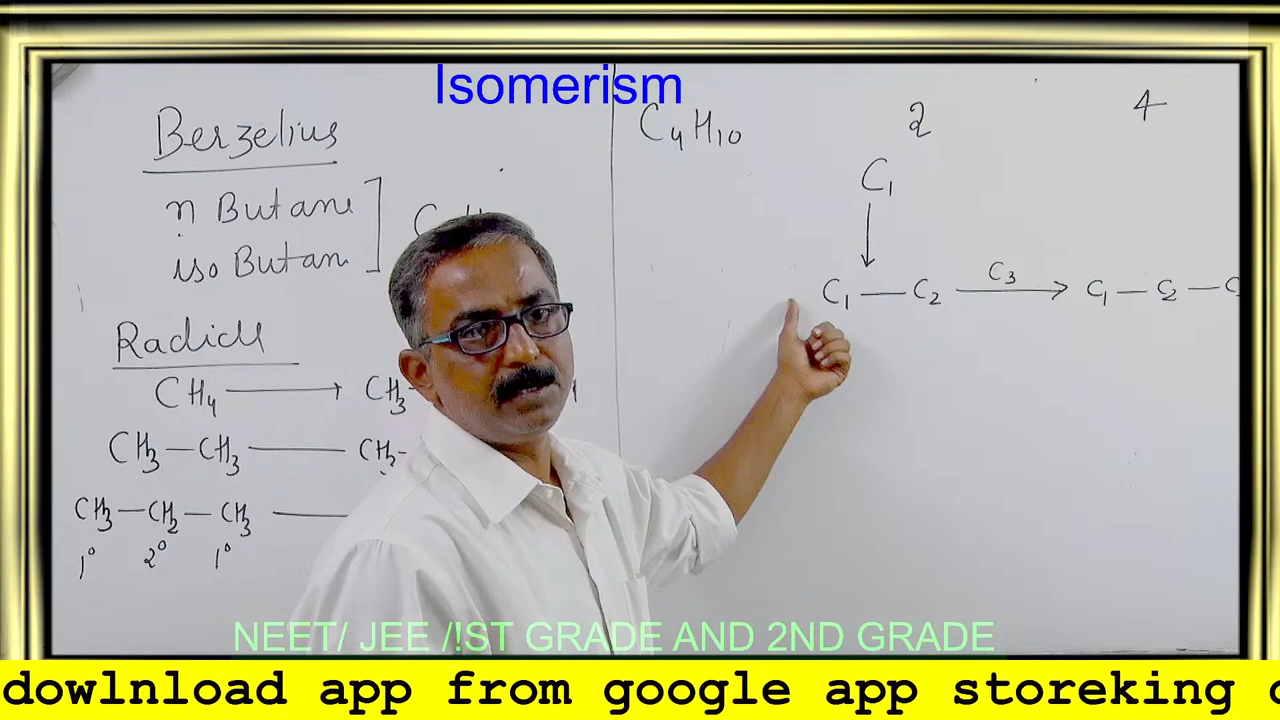 Isomerism
Berzelius
n Butane
iso Butan
Radicls
CH4 ⟶ CH3-
CH3 — CH3 — CH3-
CH3 — CH2 — CH3 —
1° 2° 1°
C4H10 2 4
C1
↓
C1 — C2 ⟶ C3 C1 — C2 — C
NEET/ JEE /!ST GRADE AND 2ND GRADE
dowlnload app from google app storeking